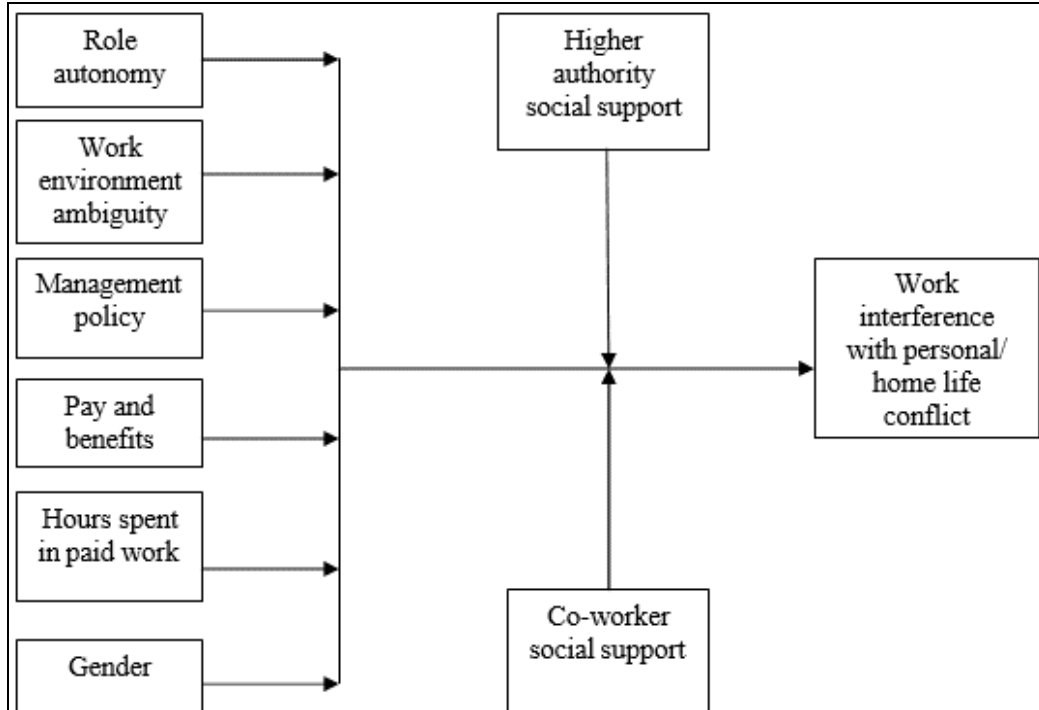 Role
autonomy
Work
environment
ambiguity
Management
policy
Pay and
benefits
Hours spent
in paid work
Gender
Higher
authority
social support
Co-worker
social support
Work
interference
with personal/
home life
conflict